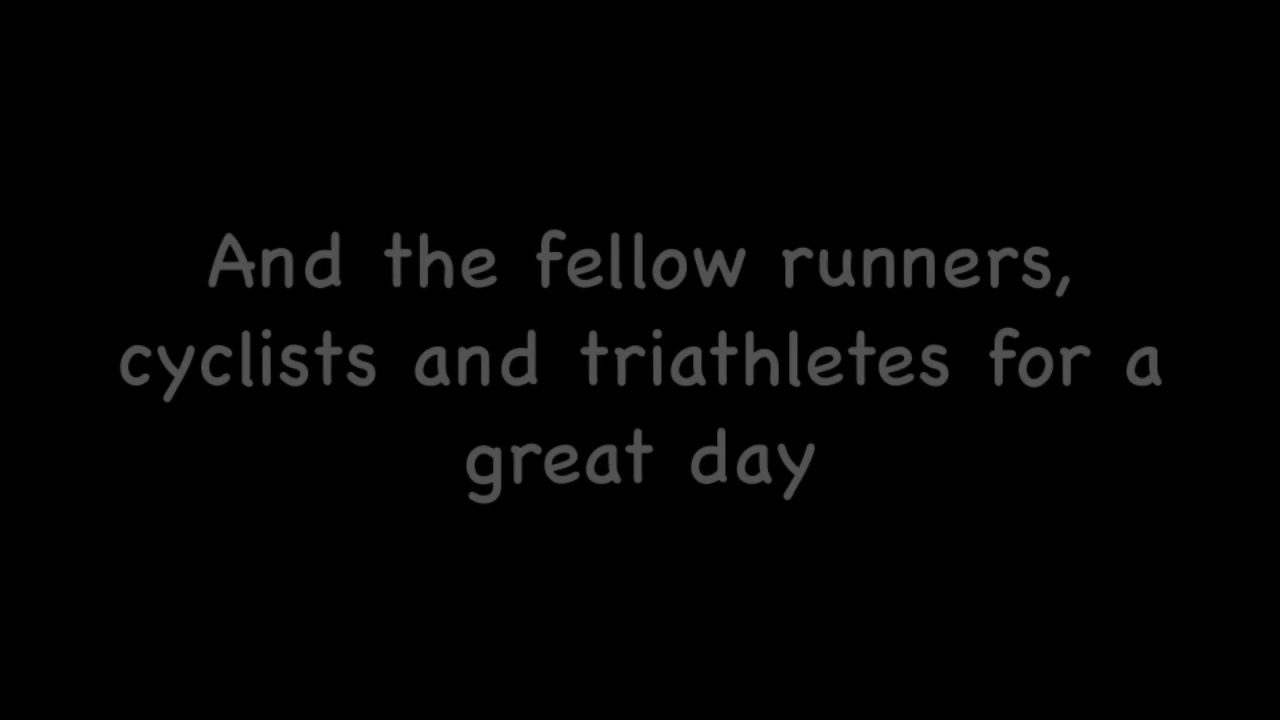 And the fellow runners,
cyclists and triathletes for a
great day